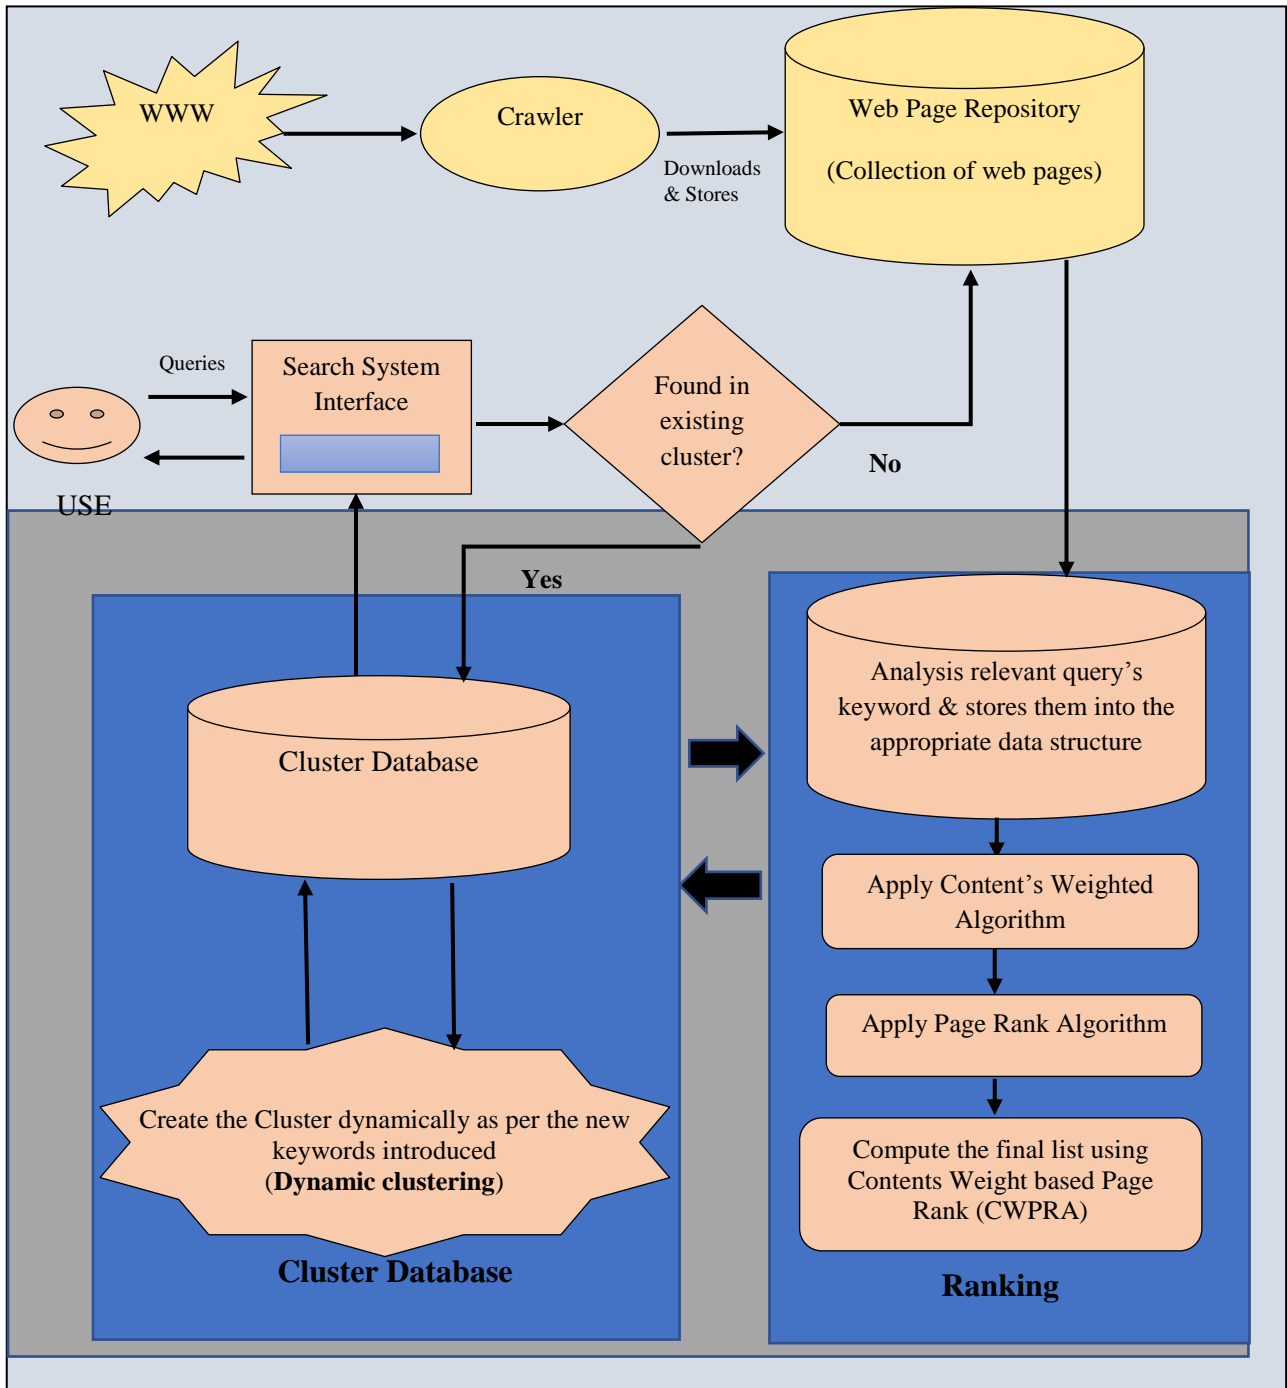 WWW
Crawler
Downloads
& Stores
Web Page Repository
(Collection of web pages)
Queries
USE
Search System
Interface
Found in
existing
cluster?
No
Yes
Cluster Database
Create the Cluster dynamically as per the new
keywords introduced
(Dynamic clustering)
Cluster Database
Analysis relevant query’s
keyword & stores them into the
appropriate data structure
Apply Content’s Weighted
Algorithm
Apply Page Rank Algorithm
Compute the final list using
Contents Weight based Page
Rank (CWPRA)
Ranking